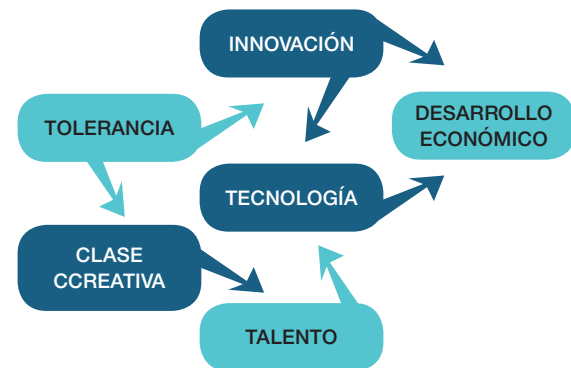 INNOVACIÓN
TOLERANCIA
DESARROLLO
ECONÓMICO
TECNOLOGÍA
CLASE
CCREATIVA
TALENTO